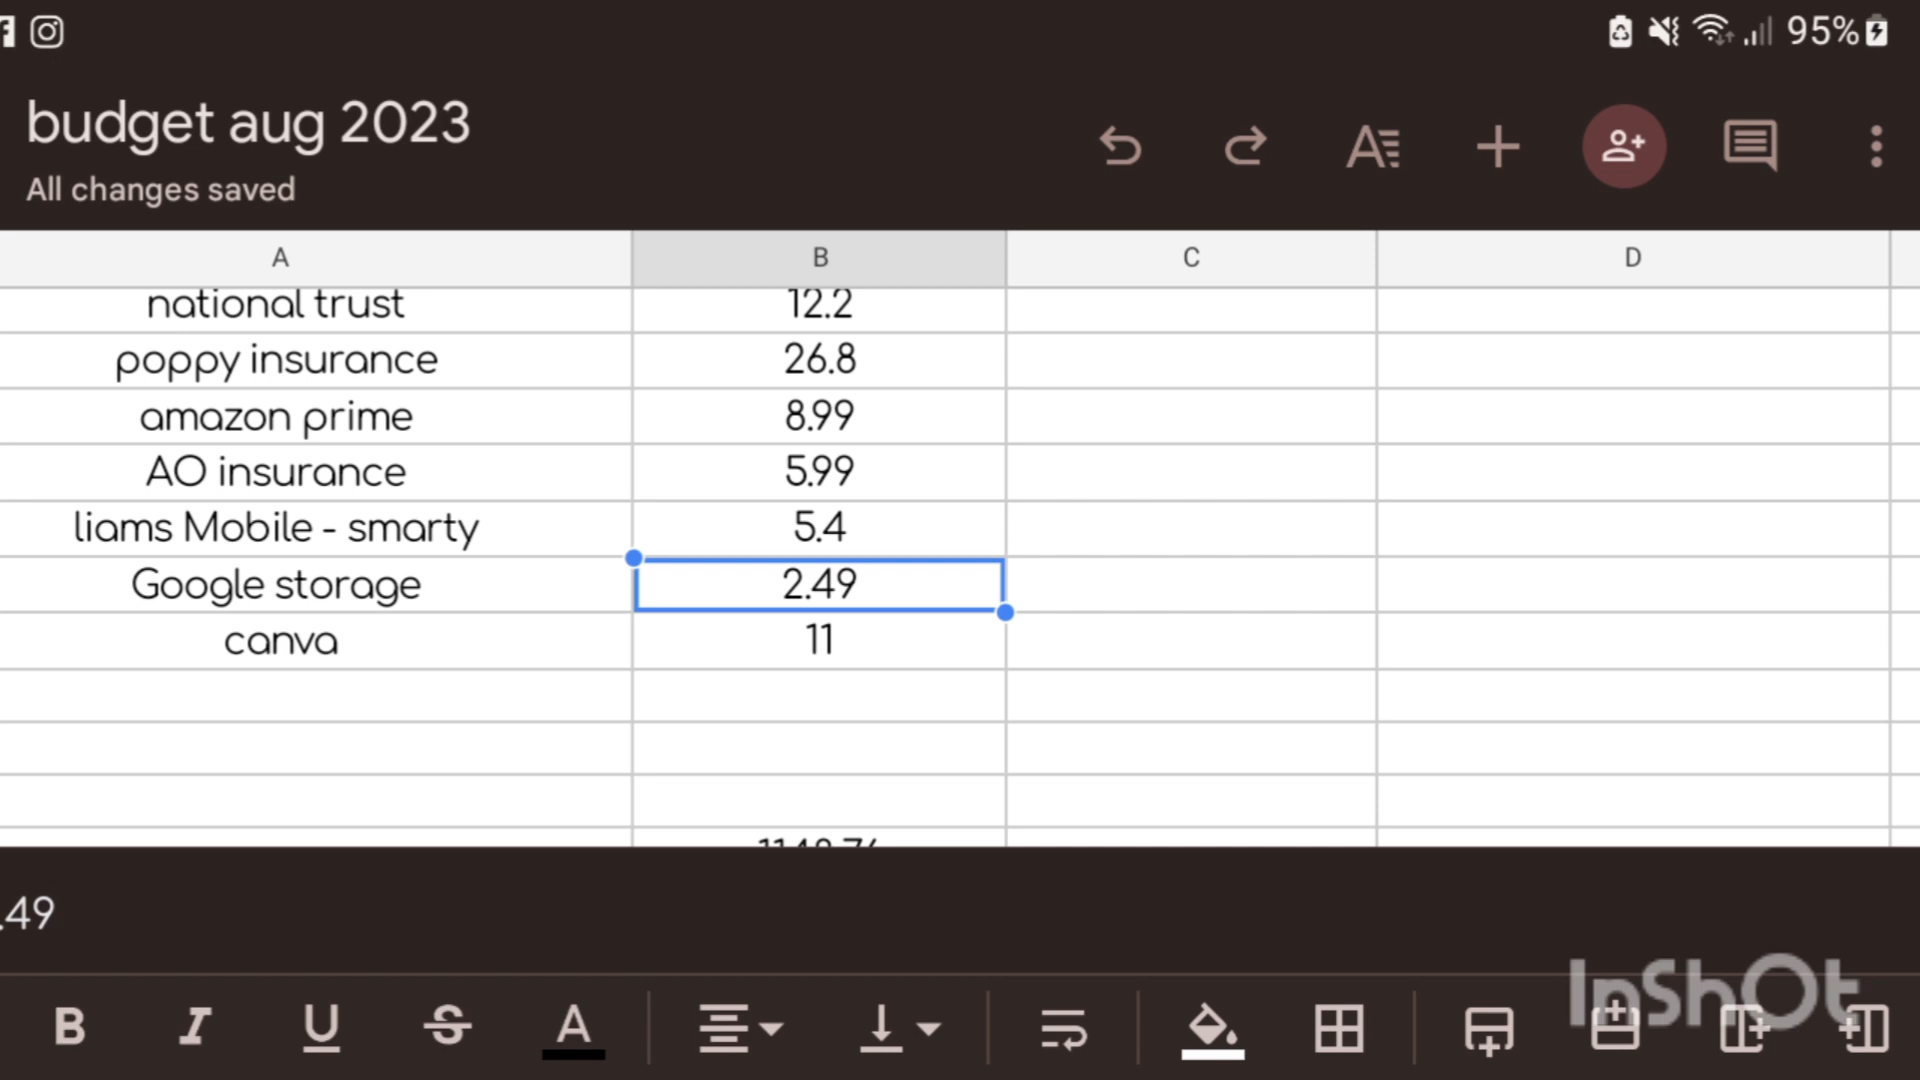 95%
budget aug 2023
All changes saved
A B C D
national trust 12.2
poppy insurance 26.8
amazon prime 8.99
AO insurance 5.99
liams Mobile - smarty 5.4
Google storage 2.49
canva 11
.49
B I U S A
InShOt